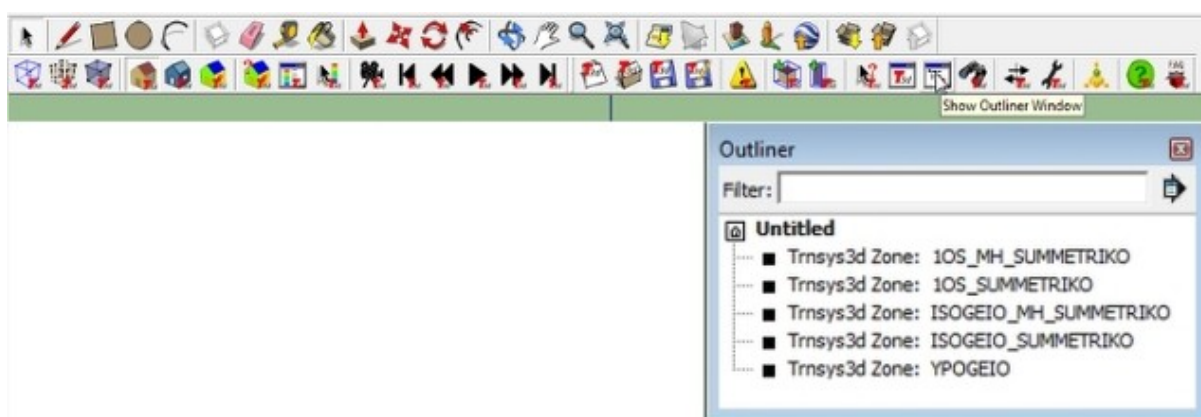 Show Outliner Window
Outliner
Filter:
Untitled
Trnsys3d Zone: 1OS_MH_SUMMETRIKO
Trnsys3d Zone: 1OS_SUMMETRIKO
Trnsys3d Zone: ISOGEIO_MH_SUMMETRIKO
Trnsys3d Zone: ISOGEIO_SUMMETRIKO
Trnsys3d Zone: YPOGEIO